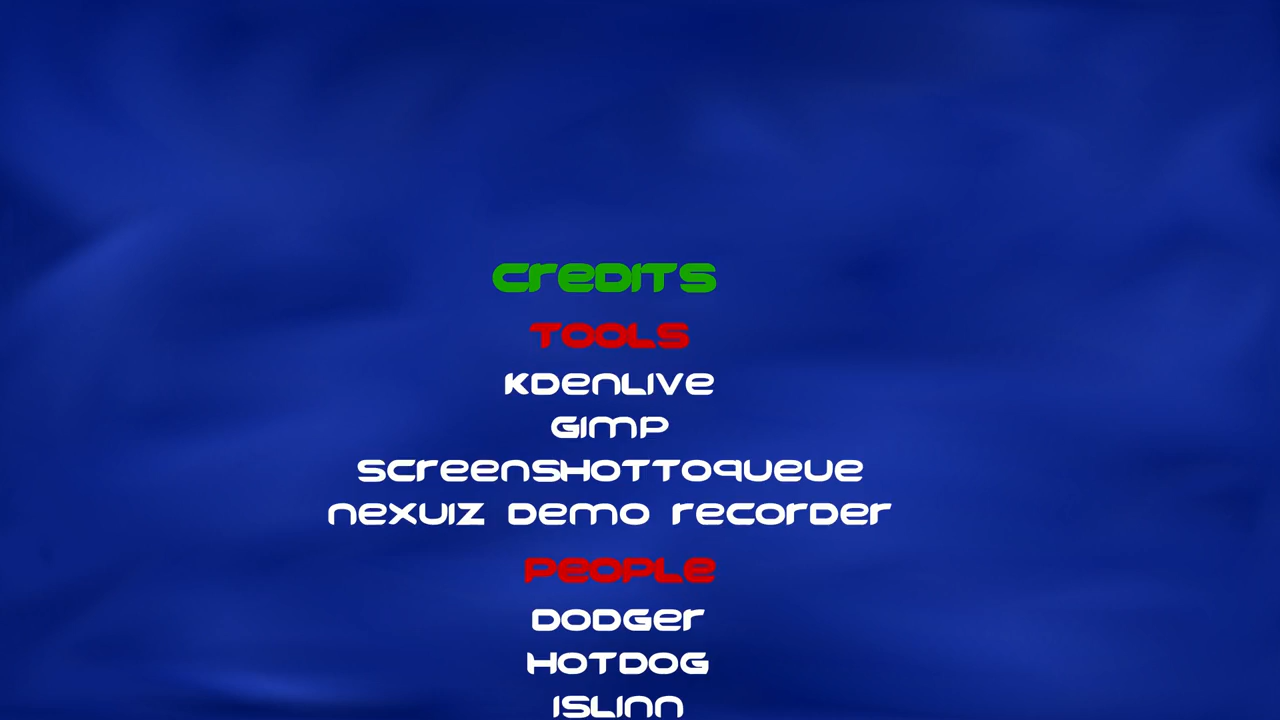 Credits
Tools
Kdenlive
Gimp
ScreenshotToQueue
Nexuiz Demo Recorder
People
Dodger
Hotdog
Islinn